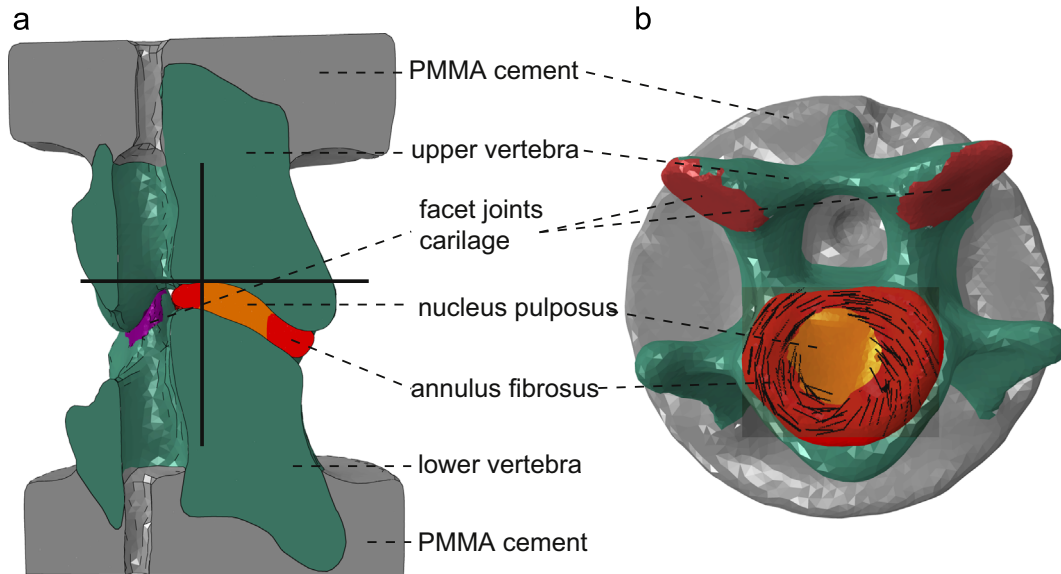 a
b
PMMA cement
upper vertebra
facet joints
carilage
nucleus pulposus
annulus fibrosus
lower vertebra
PMMA cement